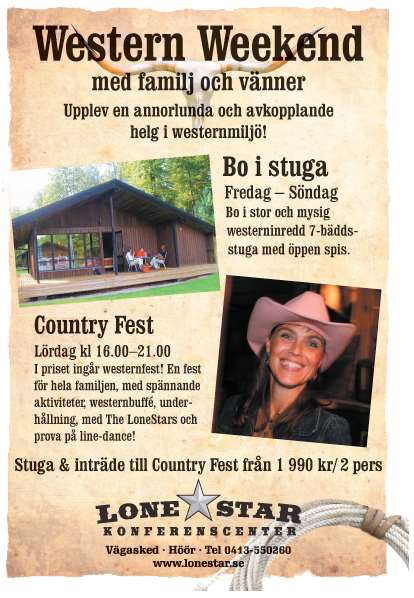 Western Weekend
med familj och vänner
Upplev en annorlunda och avkopplande
helg i westernmiljö!
Bo i stuga
Fredag – Söndag
Bo i stor och mysig
westerninredd 7-bädds-
stuga med öppen spis.
Country Fest
Lördag kl 16.00–21.00
I priset ingår westernfest! En fest
för hela familjen, med spännande
aktiviteter, westernbuffé, under-
hållning, med The LoneStars och
prova på line-dance!
Stuga & inträde till Country Fest från 1 990 kr/ 2 pers
LONE STAR
KONFERENSCENTER
Vägasked · Höör · Tel 0413-550260
www.lonestar.se